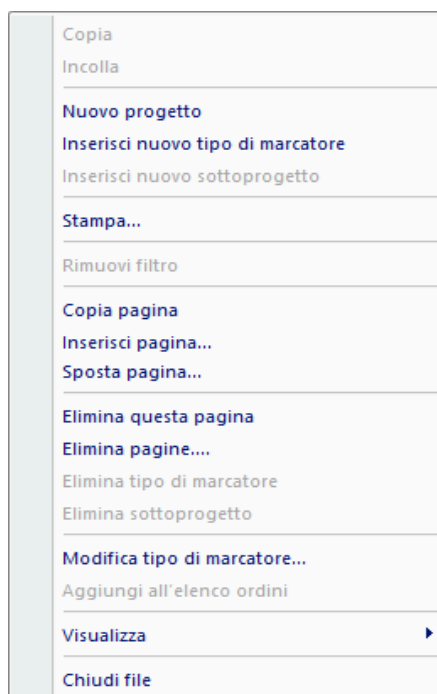 Copia
Incolla
Nuovo progetto
Inserisci nuovo tipo di marcatore
Inserisci nuovo sottoprogetto
Stampa...
Rimuovi filtro
Copia pagina
Inserisci pagina...
Sposta pagina...
Elimina questa pagina
Elimina pagine....
Elimina tipo di marcatore
Elimina sottoprogetto
Modifica tipo di marcatore...
Aggiungi all'elenco ordini
Visualizza
Chiudi file